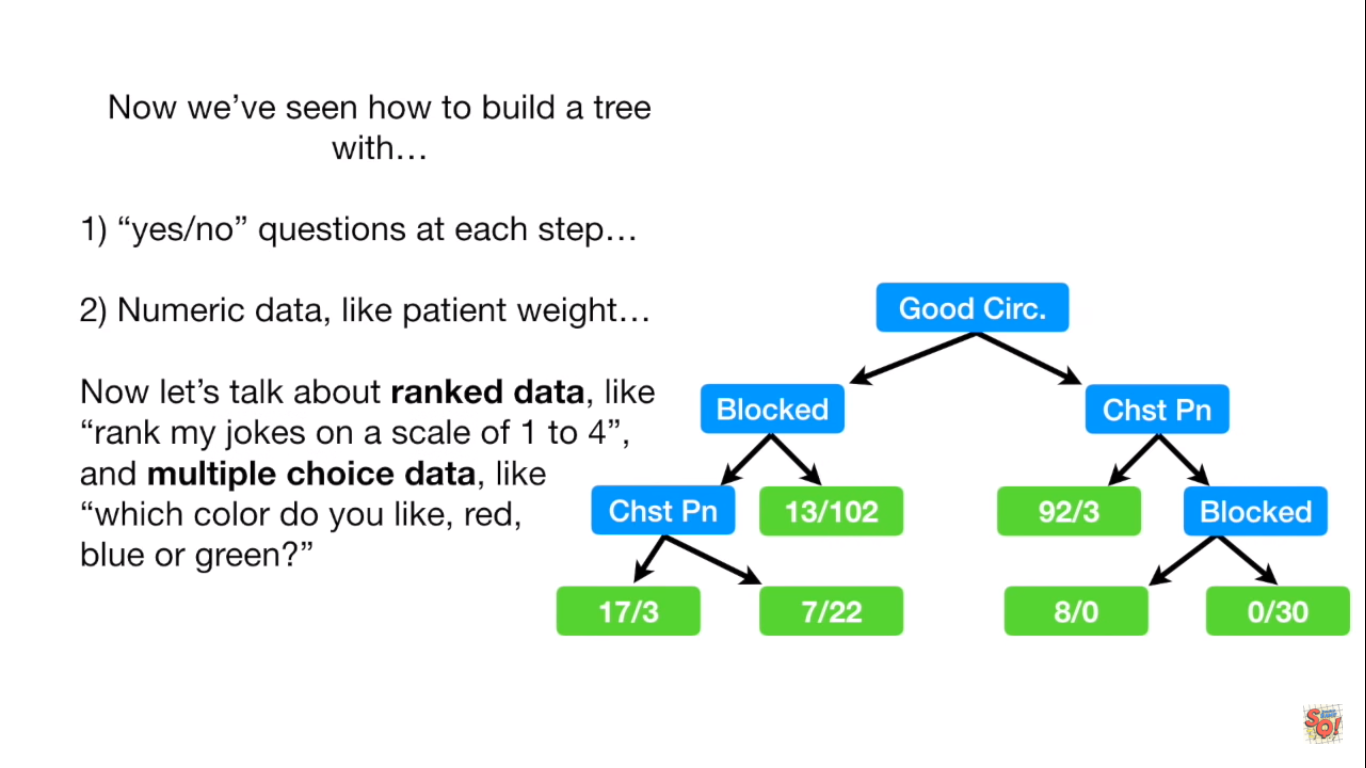 Now we’ve seen how to build a tree
with…
1) “yes/no” questions at each step…
2) Numeric data, like patient weight…
Now let’s talk about ranked data, like
“rank my jokes on a scale of 1 to 4”,
and multiple choice data, like
“which color do you like, red,
blue or green?”
Good Circ.
Blocked
Chst Pn
Chst Pn
13/102
92/3
Blocked
17/3
7/22
8/0
0/30
SQ!